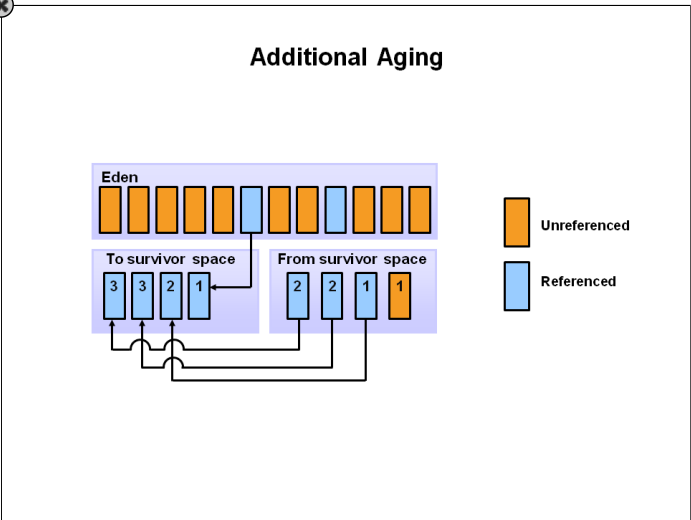 Additional Aging
Eden
To survivor space
From survivor space
3 3 2 1
2 2 1 1
Unreferenced
Referenced